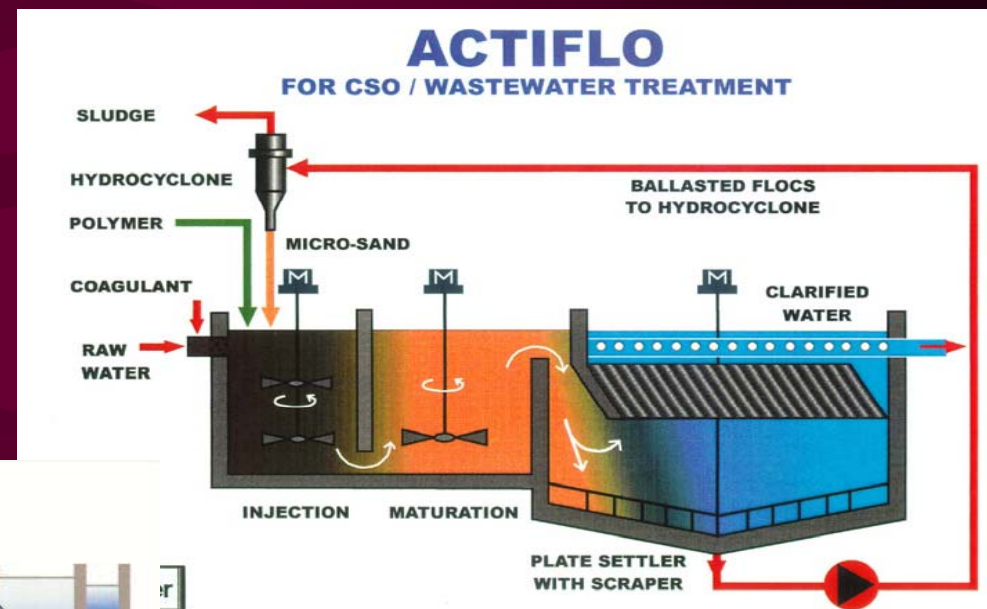 ACTIFLO
FOR CSO / WASTEWATER TREATMENT
SLUDGE
HYDROCYCLONE
BALLASTED FLOCS
TO HYDROCYCLONE
POLYMER
MICRO-SAND
COAGULANT
M
M
M
CLARIFIED
WATER
RAW
WATER
INJECTION
MATURATION
PLATE SETTLER
WITH SCRAPER